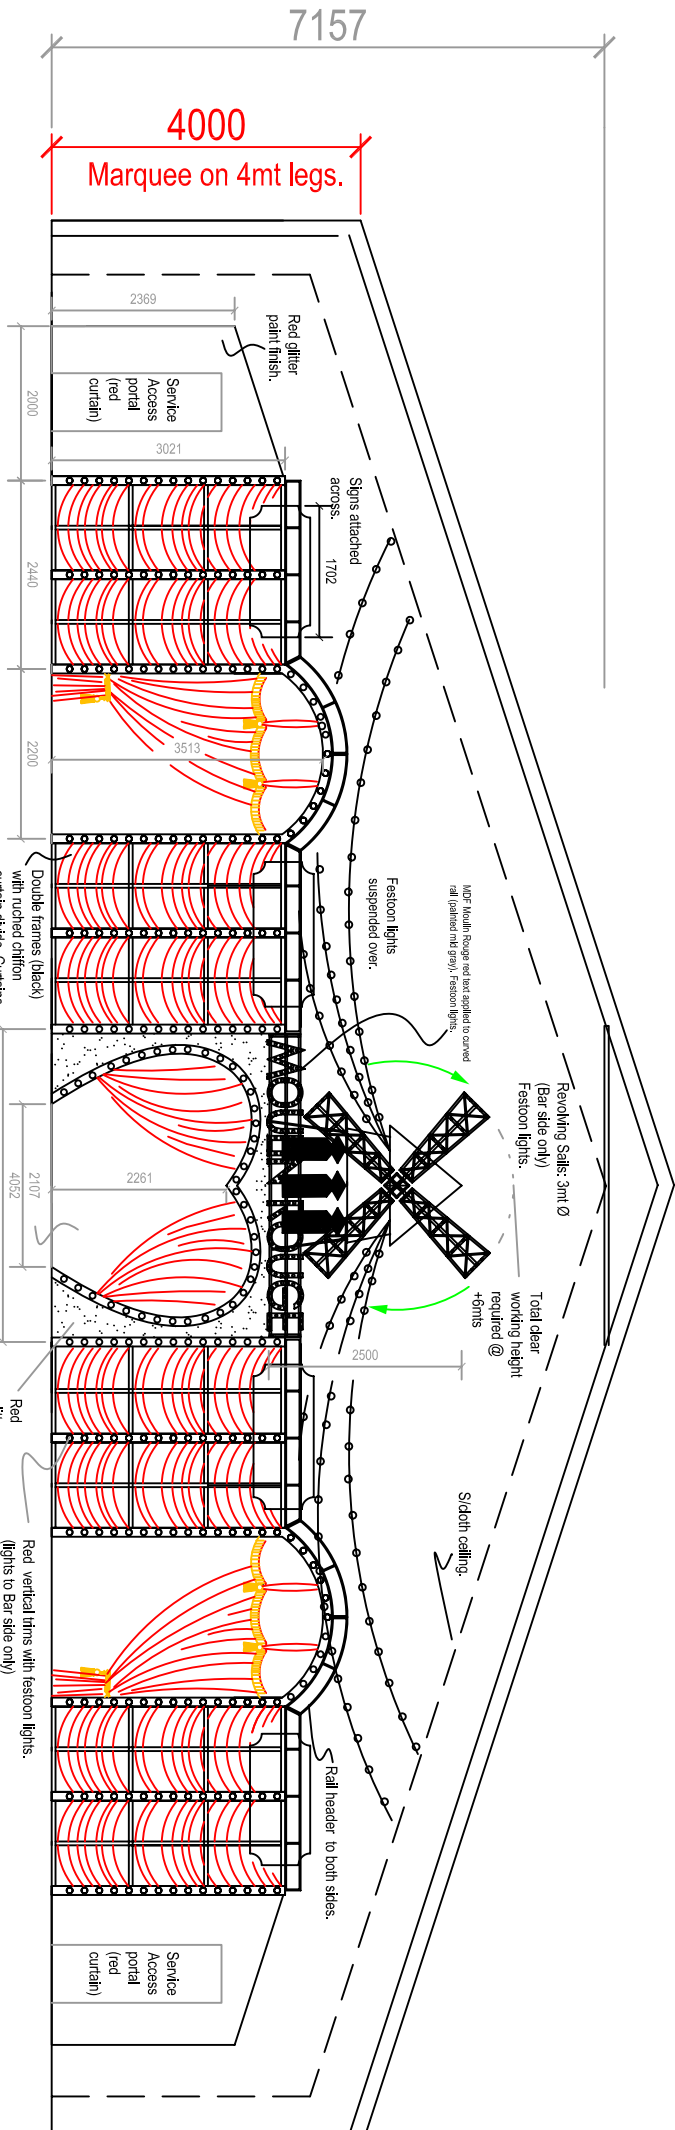 7157
4000
Marquee on 4mt legs.
2369
Red glitter
paint finish.
Service
Access
portal
(red
curtain)
2000
3021
Signs attached
across.
1702
2440
3513
2200
Double frames (black)
with ruched chiffon
MDF Moulin Rouge red text applied to curved
rail (painted mid gray). Festoon lights.
Festoon lights
suspended over.
Revolving Sails: 3mt Ø
(Bar side only)
Festoon lights.
MOULIN ROUGE
2261
2107
4052
Total clear
working height
required @
+6mts
2500
S/cloth ceiling.
Red
Red vertical trims with festoon lights.
(lights to Bar side only)
Rail header to both sides.
Service
Access
portal
(red
curtain)